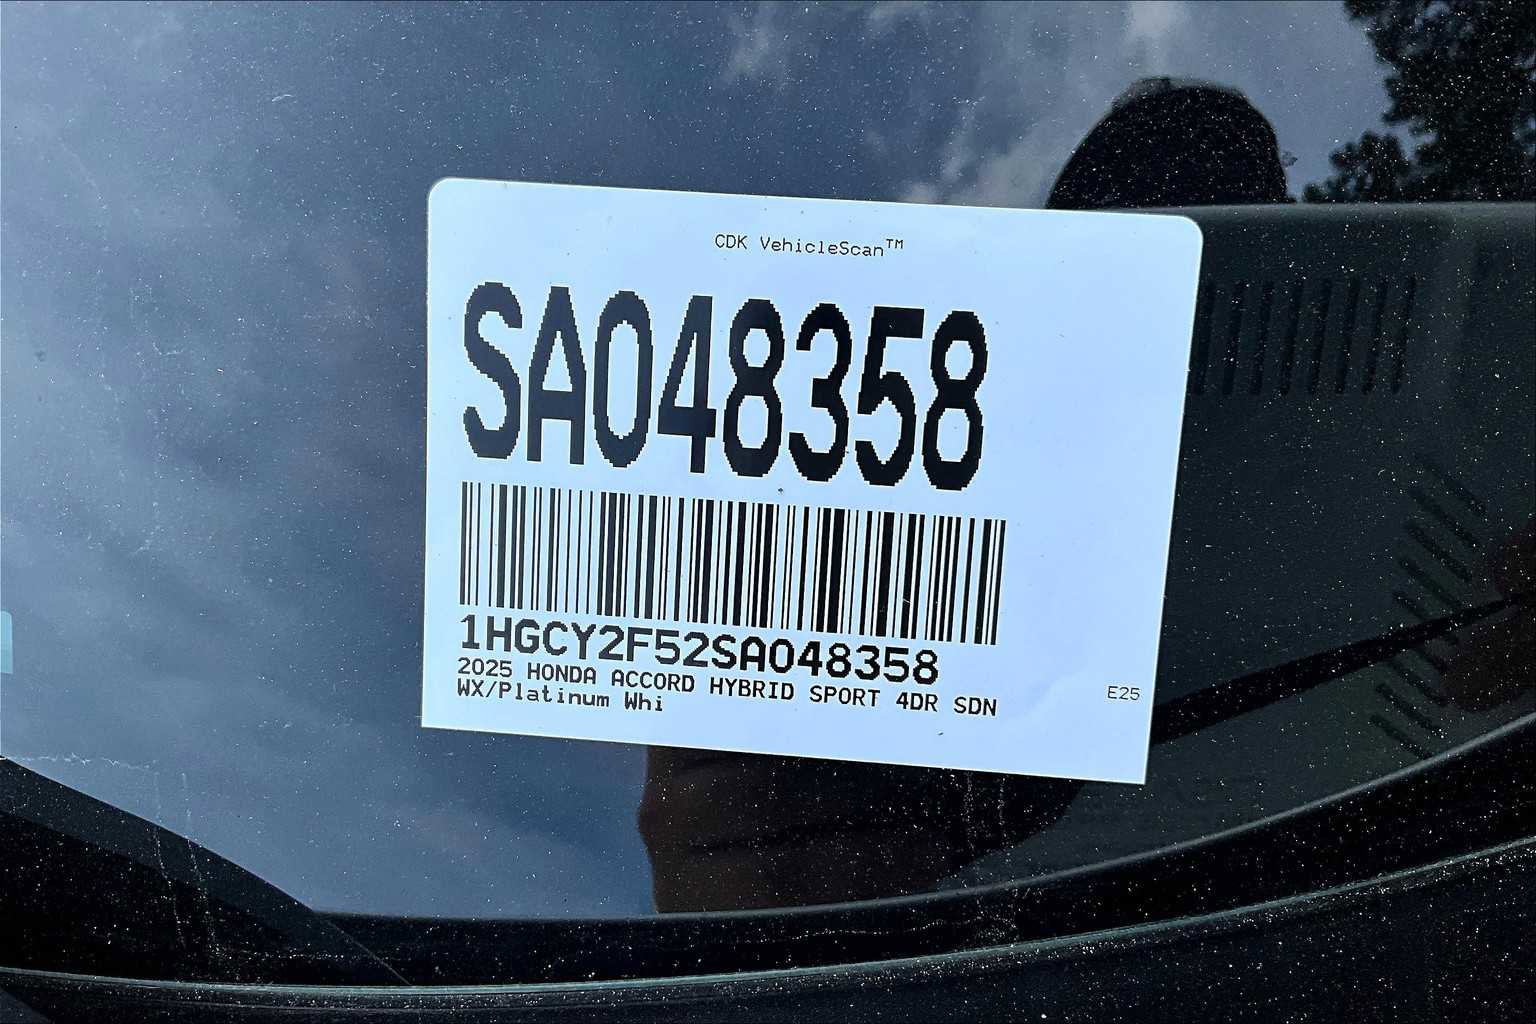 CDK VehicleScan™
SA048358
1HGCY2F52SA048358
2025 HONDA ACCORD HYBRID SPORT 4DR SDN
WX/Platinum Whi
E25